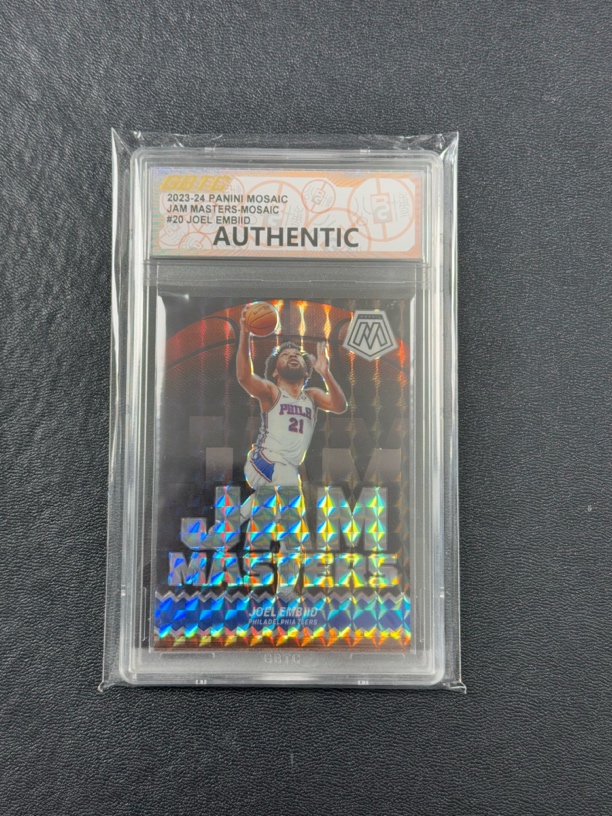 2023-24 PANINI MOSAIC
JAM MASTERS-MOSAIC
#20 JOEL EMBIID
AUTHENTIC
PHILA
21
JAM
JAM
MASTERS
JOEL EMBIID
PHILADELPHIA 76ERS